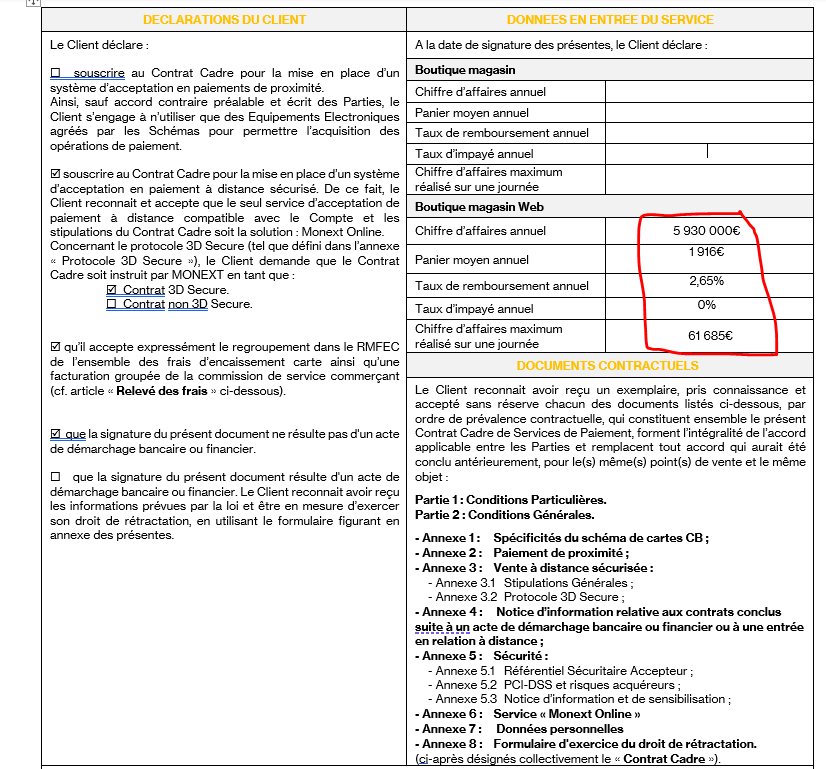 DECLARATIONS DU CLIENT
Le Client déclare :
☐ souscrire au Contrat Cadre pour la mise en place d'un
système d'acceptation en paiements de proximité.
Ainsi, sauf accord contraire préalable et écrit des Parties, le
Client s'engage à n'utiliser que des Equipements Electroniques
agréés par les Schémas pour permettre l'acquisition des
opérations de paiement.
☑ souscrire au Contrat Cadre pour la mise en place d'un système
d'acceptation en paiement à distance sécurisé. De ce fait, le
Client reconnait et accepte que le seul service d'acceptation de
paiement à distance compatible avec le Compte et les
stipulations du Contrat Cadre soit la solution : Monext Online.
Concernant le protocole 3D Secure (tel que défini dans l'annexe
« Protocole 3D Secure »), le Client demande que le Contrat
Cadre soit instruit par MONEXT en tant que :
☑ Contrat 3D Secure.
☐ Contrat non 3D Secure.
☑ qu'il accepte expressément le regroupement dans le RMFEC
de l'ensemble des frais d'encaissement carte ainsi qu'une
facturation groupée de la commission de service commerçant
(cf. article « Relevé des frais » ci-dessous).
☑ que la signature du présent document ne résulte pas d'un acte
de démarchage bancaire ou financier.
☐ que la signature du présent document résulte d'un acte de
démarchage bancaire ou financier. Le Client reconnait avoir reçu
les informations prévues par la loi et être en mesure d'exercer
son droit de rétractation, en utilisant le formulaire figurant en
annexe des présentes.
DONNEES EN ENTREE DU SERVICE
A la date de signature des présentes, le Client déclare :
Boutique magasin
Chiffre d'affaires annuel
Panier moyen annuel
Taux de remboursement annuel
Taux d'impayé annuel
Chiffre d'affaires maximum
réalisé sur une journée
Boutique magasin Web
Chiffre d'affaires annuel 5 930 000€
Panier moyen annuel 1 916€
Taux de remboursement annuel 2,65%
Taux d'impayé annuel 0%
Chiffre d'affaires maximum
réalisé sur une journée 61 685€
DOCUMENTS CONTRACTUELS
Le Client reconnait avoir reçu un exemplaire, pris connaissance et
accepté sans réserve chacun des documents listés ci-dessous, par
ordre de prévalence contractuelle, qui constituent ensemble le présent
Contrat Cadre de Services de Paiement, forment l'intégralité de l'accord
applicable entre les Parties et remplacent tout accord qui aurait été
conclu antérieurement, pour le(s) même(s) point(s) de vente et le même
objet :
Partie 1 : Conditions Particulières.
Partie 2 : Conditions Générales.
- Annexe 1 : Spécificités du schéma de cartes CB ;
- Annexe 2 : Paiement de proximité ;
- Annexe 3 : Vente à distance sécurisée :
- Annexe 3.1 Stipulations Générales ;
- Annexe 3.2 Protocole 3D Secure ;
- Annexe 4 : Notice d'information relative aux contrats conclus
suite à un acte de démarchage bancaire ou financier ou à une entrée
en relation à distance ;
- Annexe 5 : Sécurité :
- Annexe 5.1 Référentiel Sécuritaire Accepteur ;
- Annexe 5.2 PCI-DSS et risques acquéreurs ;
- Annexe 5.3 Notice d'information et de sensibilisation ;
- Annexe 6 : Service « Monext Online »
- Annexe 7 : Données personnelles
- Annexe 8 : Formulaire d'exercice du droit de rétractation.
(ci-après désignés collectivement le « Contrat Cadre »).